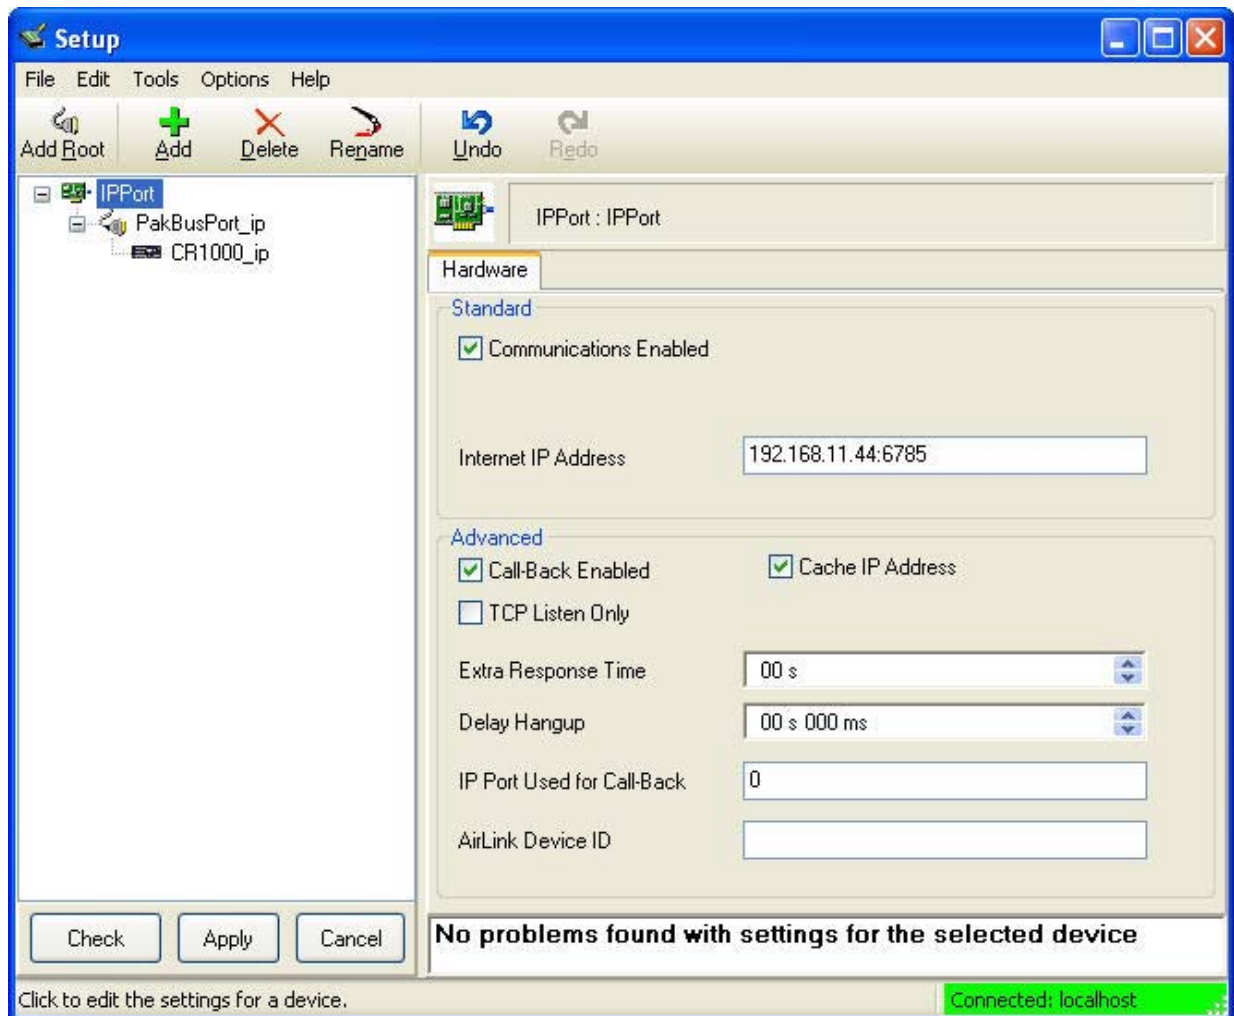 Setup
File Edit Tools Options Help
Add Root Add Delete Rename Undo Redo
IPPort
PakBusPort_ip
CR1000_ip
IPPort : IPPort
Hardware
Standard
Communications Enabled
Internet IP Address 192.168.11.44:6785
Advanced
Call-Back Enabled Cache IP Address
TCP Listen Only
Extra Response Time 00 s
Delay Hangup 00 s 000 ms
IP Port Used for Call-Back 0
AirLink Device ID
Check Apply Cancel
No problems found with settings for the selected device
Click to edit the settings for a device. Connected: localhost